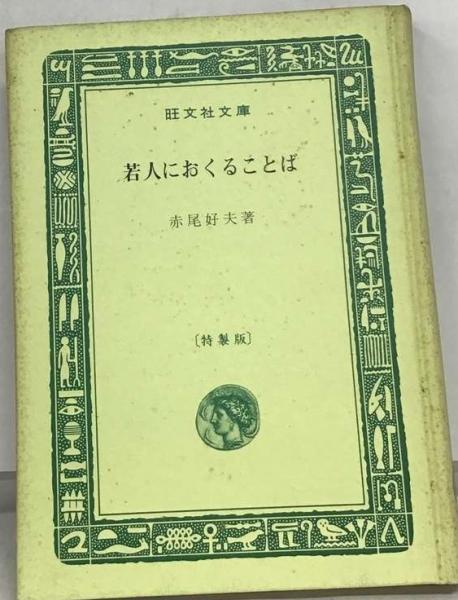 旺文社文庫
若人におくることば
赤尾好夫著
〔特製版〕